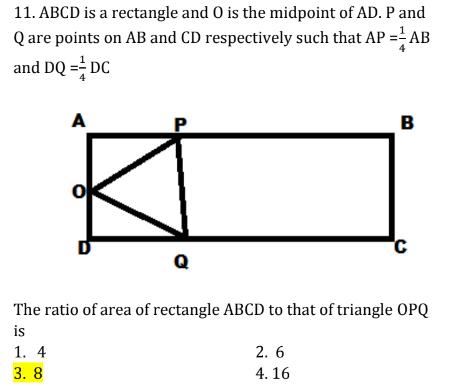 11. ABCD is a rectangle and O is the midpoint of AD. P and
Q are points on AB and CD respectively such that AP = 1/4 AB
and DQ = 1/4 DC
A P B
O
D Q C
The ratio of area of rectangle ABCD to that of triangle OPQ
is
1. 4 2. 6
3. 8 4. 16